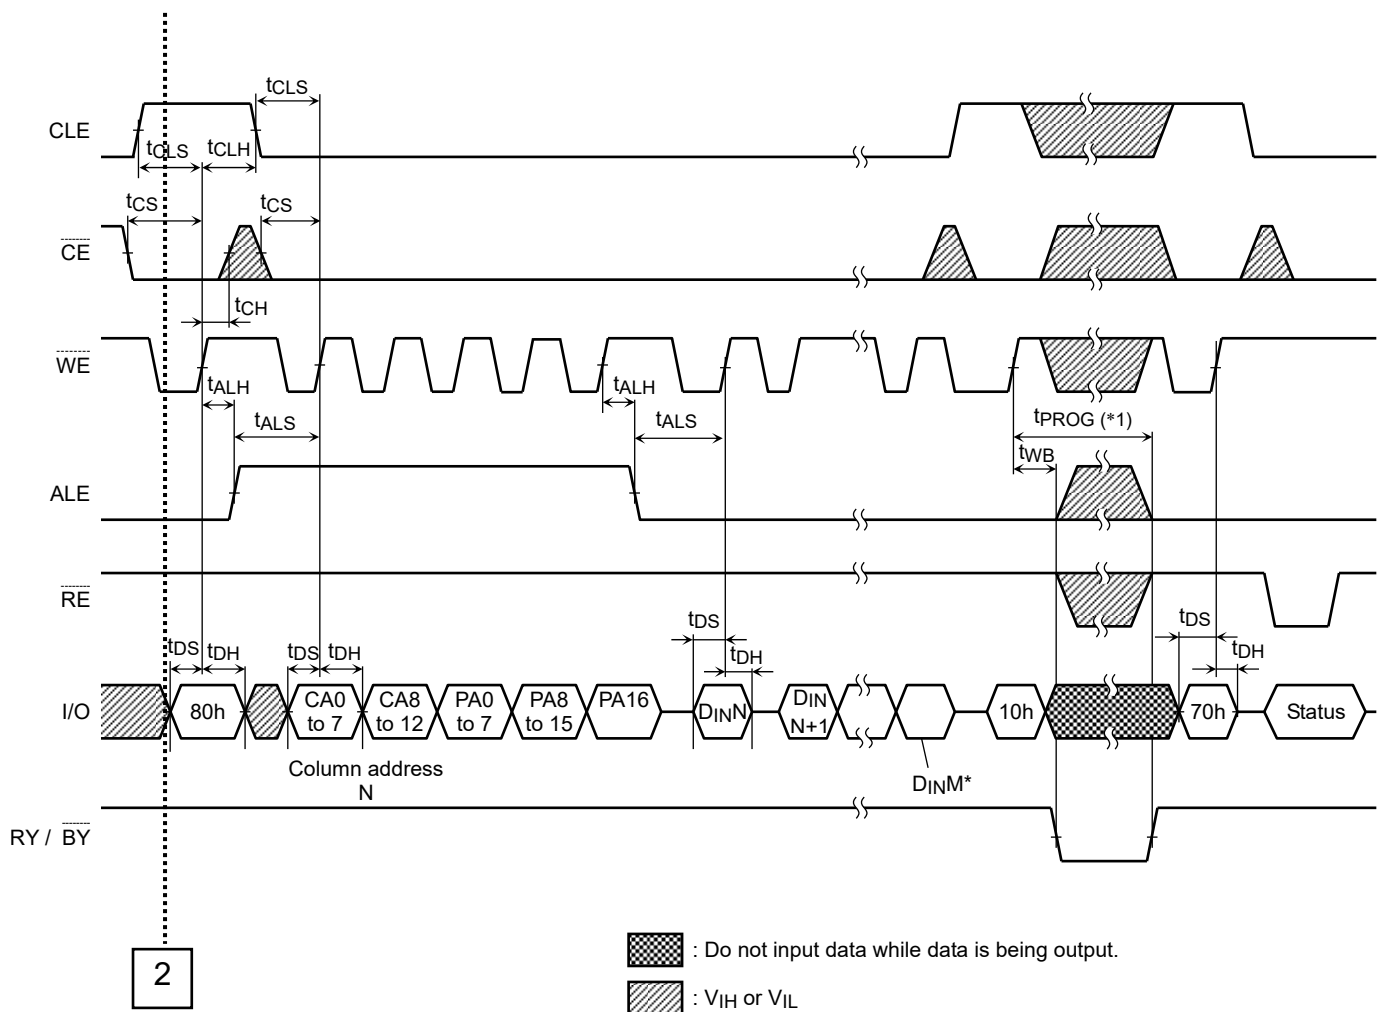 tCLS
CLE
tCLS
tCLH
tCS
tCS
CE
tCH
WE
tALH
tALH
tALS
tALS
tPROG (*1)
tWB
ALE
RE
tDS
tDH
tDS
tDH
tDS
tDH
tDS
tDH
I/O
80h
CA0
to 7
CA8
to 12
PA0
to 7
PA8
to 15
PA16
DINN
DIN
N+1
10h
70h
Status
Column address
N
DINM*
RY / BY
2
: Do not input data while data is being output.
: VIH or VIL